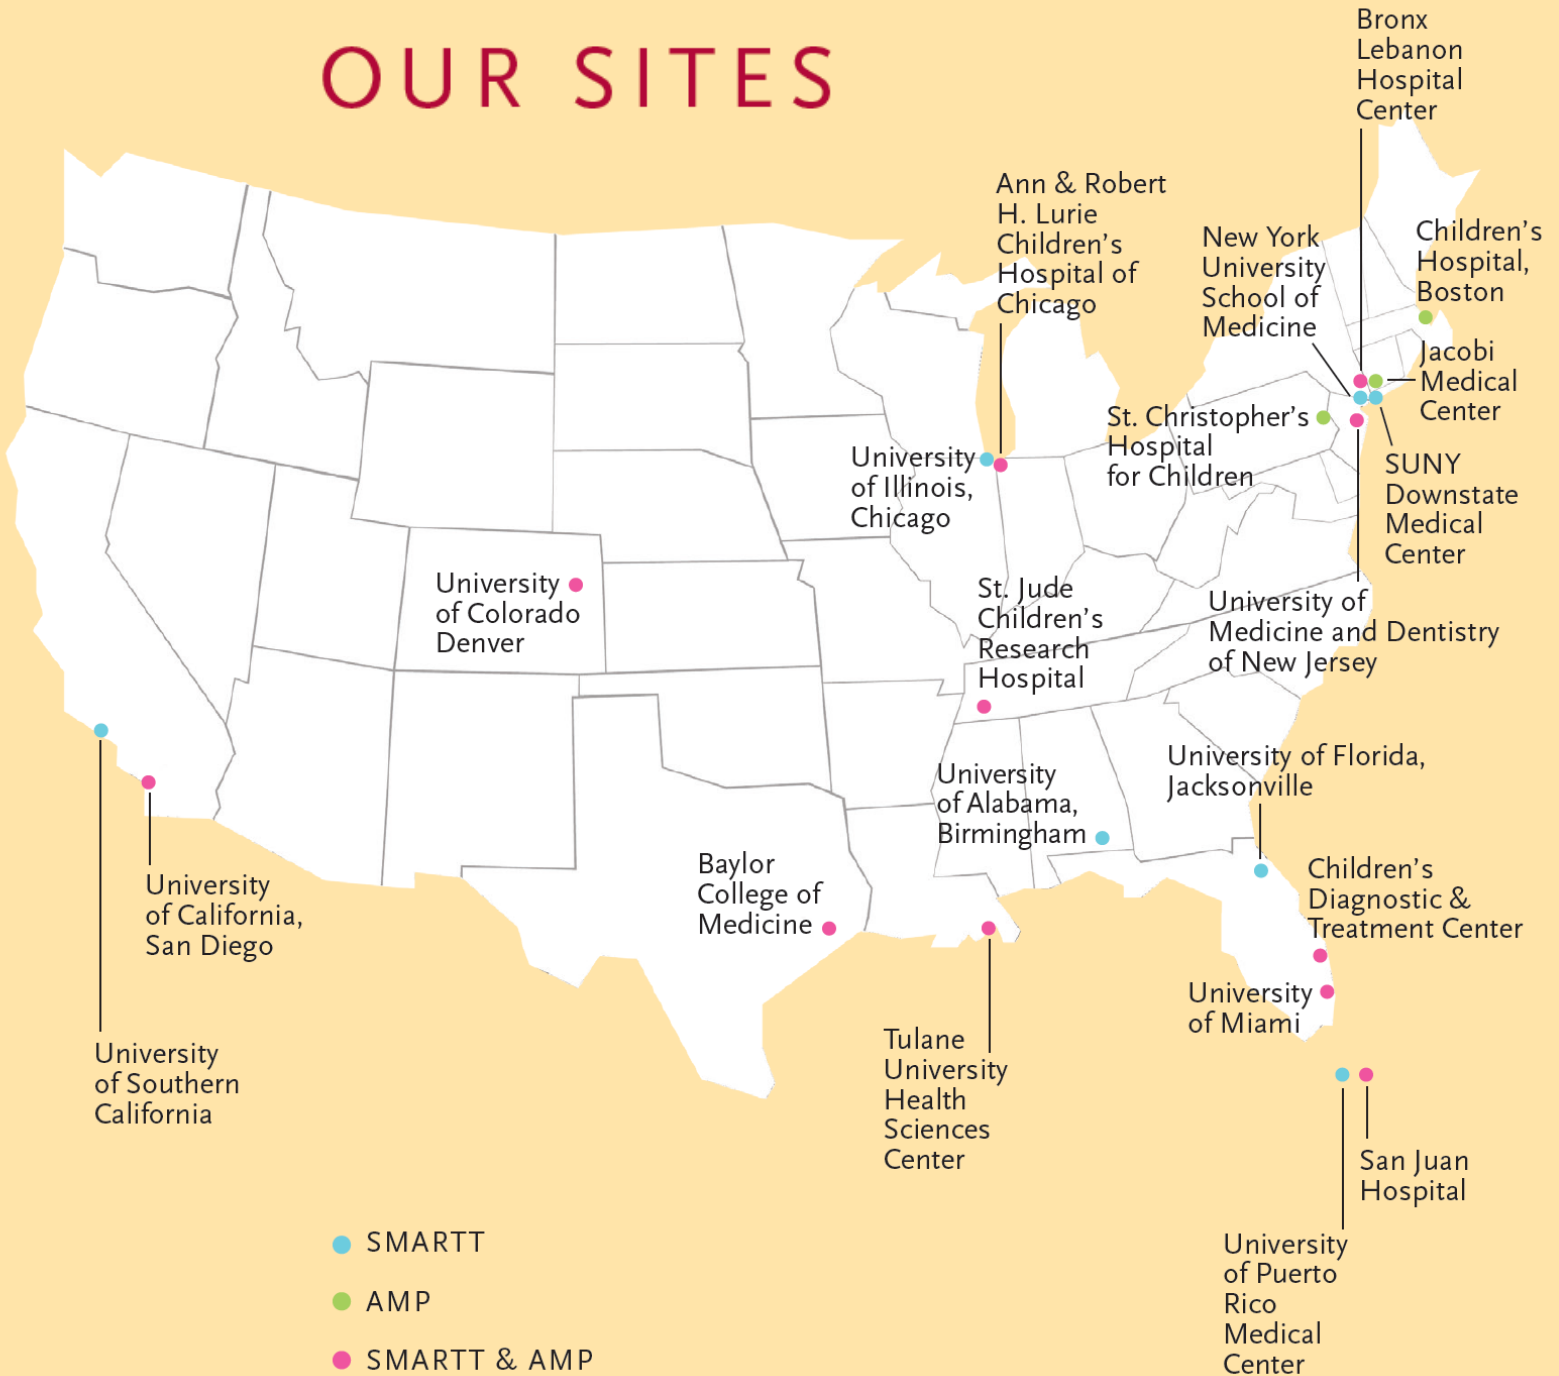 OUR SITES
Bronx
Lebanon
Hospital
Center
Ann & Robert
H. Lurie
Children’s
Hospital of
Chicago
New York
University
School of
Medicine
Children’s
Hospital,
Boston
Jacobi
Medical
Center
St. Christopher’s
Hospital
for Children
University
of Illinois,
Chicago
SUNY
Downstate
Medical
Center
University
of Colorado
Denver
St. Jude
Children’s
Research
Hospital
University of
Medicine and Dentistry
of New Jersey
University of Florida,
Jacksonville
University
of Alabama,
Birmingham
Baylor
College of
Medicine
Children’s
Diagnostic &
Treatment Center
University
of California,
San Diego
University
of Miami
University
of Southern
California
Tulane
University
Health
Sciences
Center
San Juan
Hospital
University
of Puerto
Rico
Medical
Center
SMARTT
AMP
SMARTT & AMP